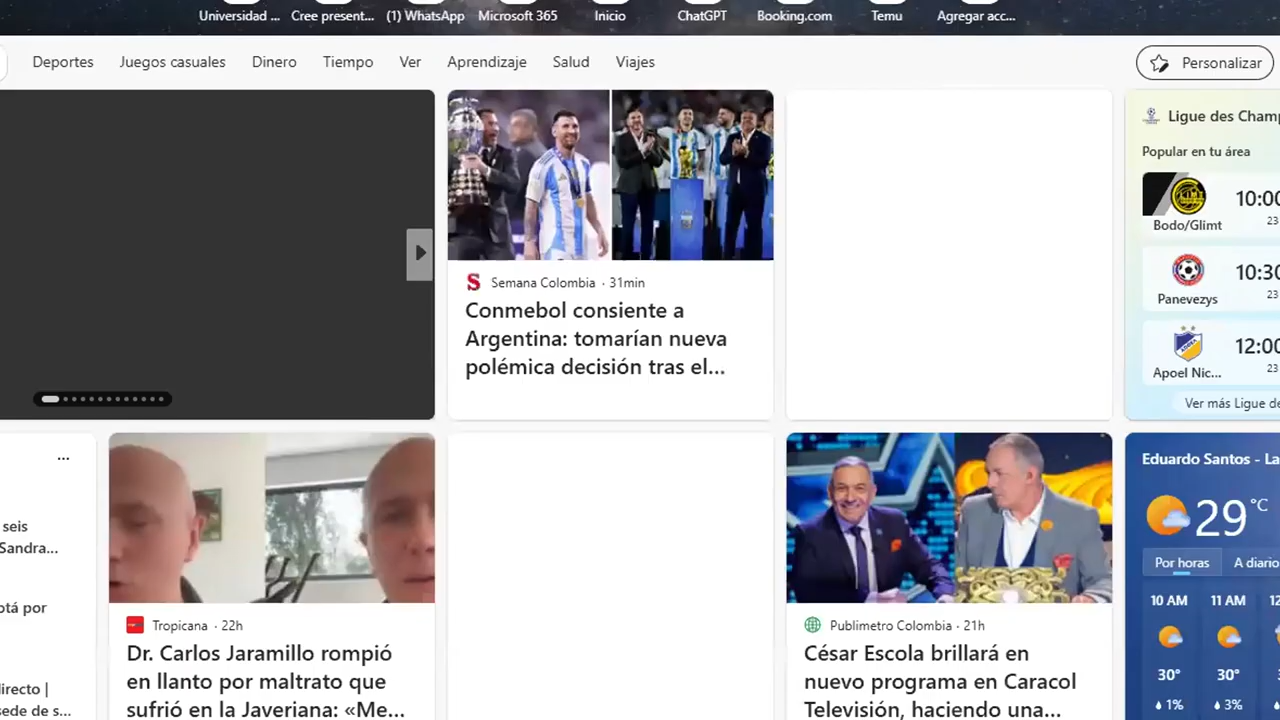 Universidad ...
Cree present...
(1) WhatsApp
Microsoft 365
Inicio
ChatGPT
Booking.com
Temu
Agregar acc...
Deportes
Juegos casuales
Dinero
Tiempo
Ver
Aprendizaje
Salud
Viajes
Personalizar
Semana Colombia · 31min
Conmebol consiente a
Argentina: tomarían nueva
polémica decisión tras el...
Ligue des Champ
Popular en tu área
10:00
Bodo/Glimt
23
10:30
Panevezys
23
12:00
Apoel Nic...
23
Ver más Ligue de
...
seis
Sandra...
otá por
directo |
sede de s...
Tropicana · 22h
Dr. Carlos Jaramillo rompió
en llanto por maltrato que
sufrió en la Javeriana: «Me...
Publimetro Colombia · 21h
César Escola brillará en
nuevo programa en Caracol
Televisión, haciendo una...
Eduardo Santos - La
29 °C
Por horas
A diario
10 AM
11 AM
12
30°
30°
3
1%
3%